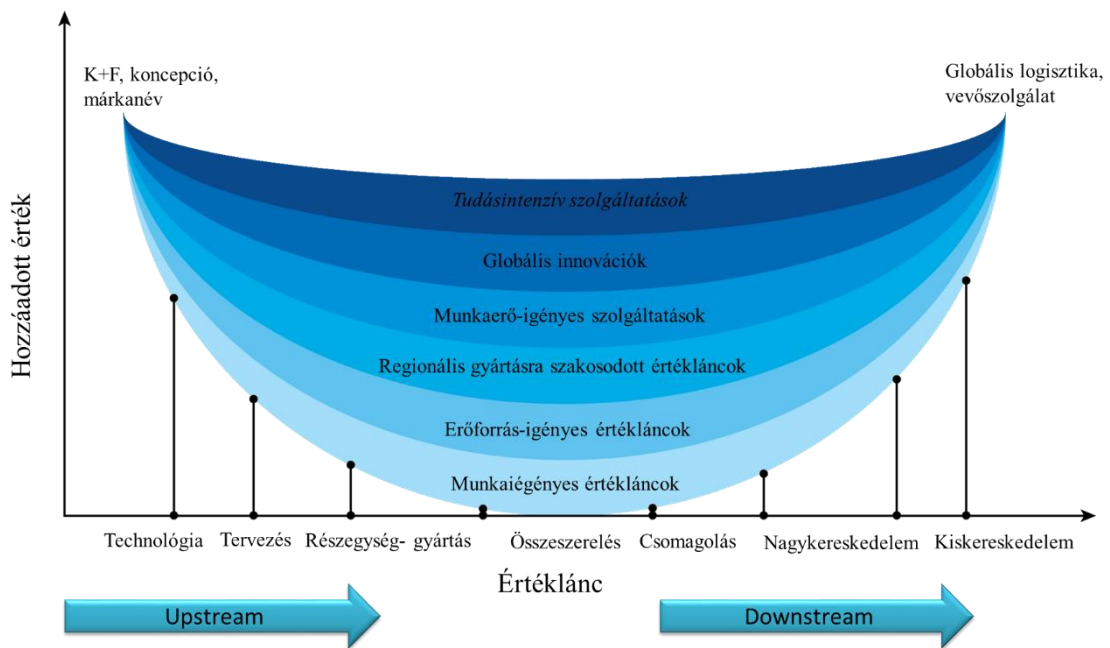 K+F, koncepció,
márkanév
Globális logisztika,
vevőszolgálat
Hozzáadott érték
Tudásintenzív szolgáltatások
Globális innovációk
Munkaerő-igényes szolgáltatások
Regionális gyártásra szakosodott értékláncok
Erőforrás-igényes értékláncok
Munkaiégényes értékláncok
Technológia Tervezés Részegység- gyártás Összeszerelés Csomagolás Nagykereskedelem Kiskereskedelem
Értéklánc
Upstream Downstream